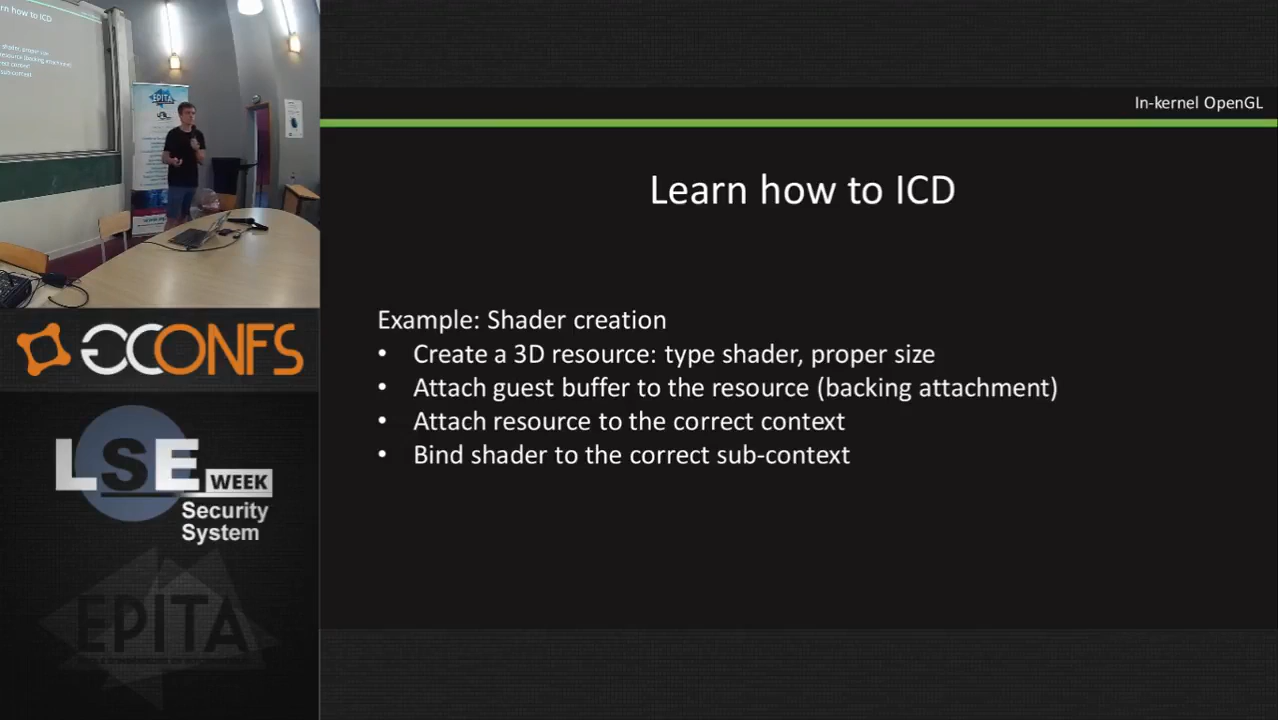 In-kernel OpenGL
Learn how to ICD
Example: Shader creation
• Create a 3D resource: type shader, proper size
• Attach guest buffer to the resource (backing attachment)
• Attach resource to the correct context
• Bind shader to the correct sub-context
CONFS
LSE
WEEK
Security
System
EPITA
EPITA